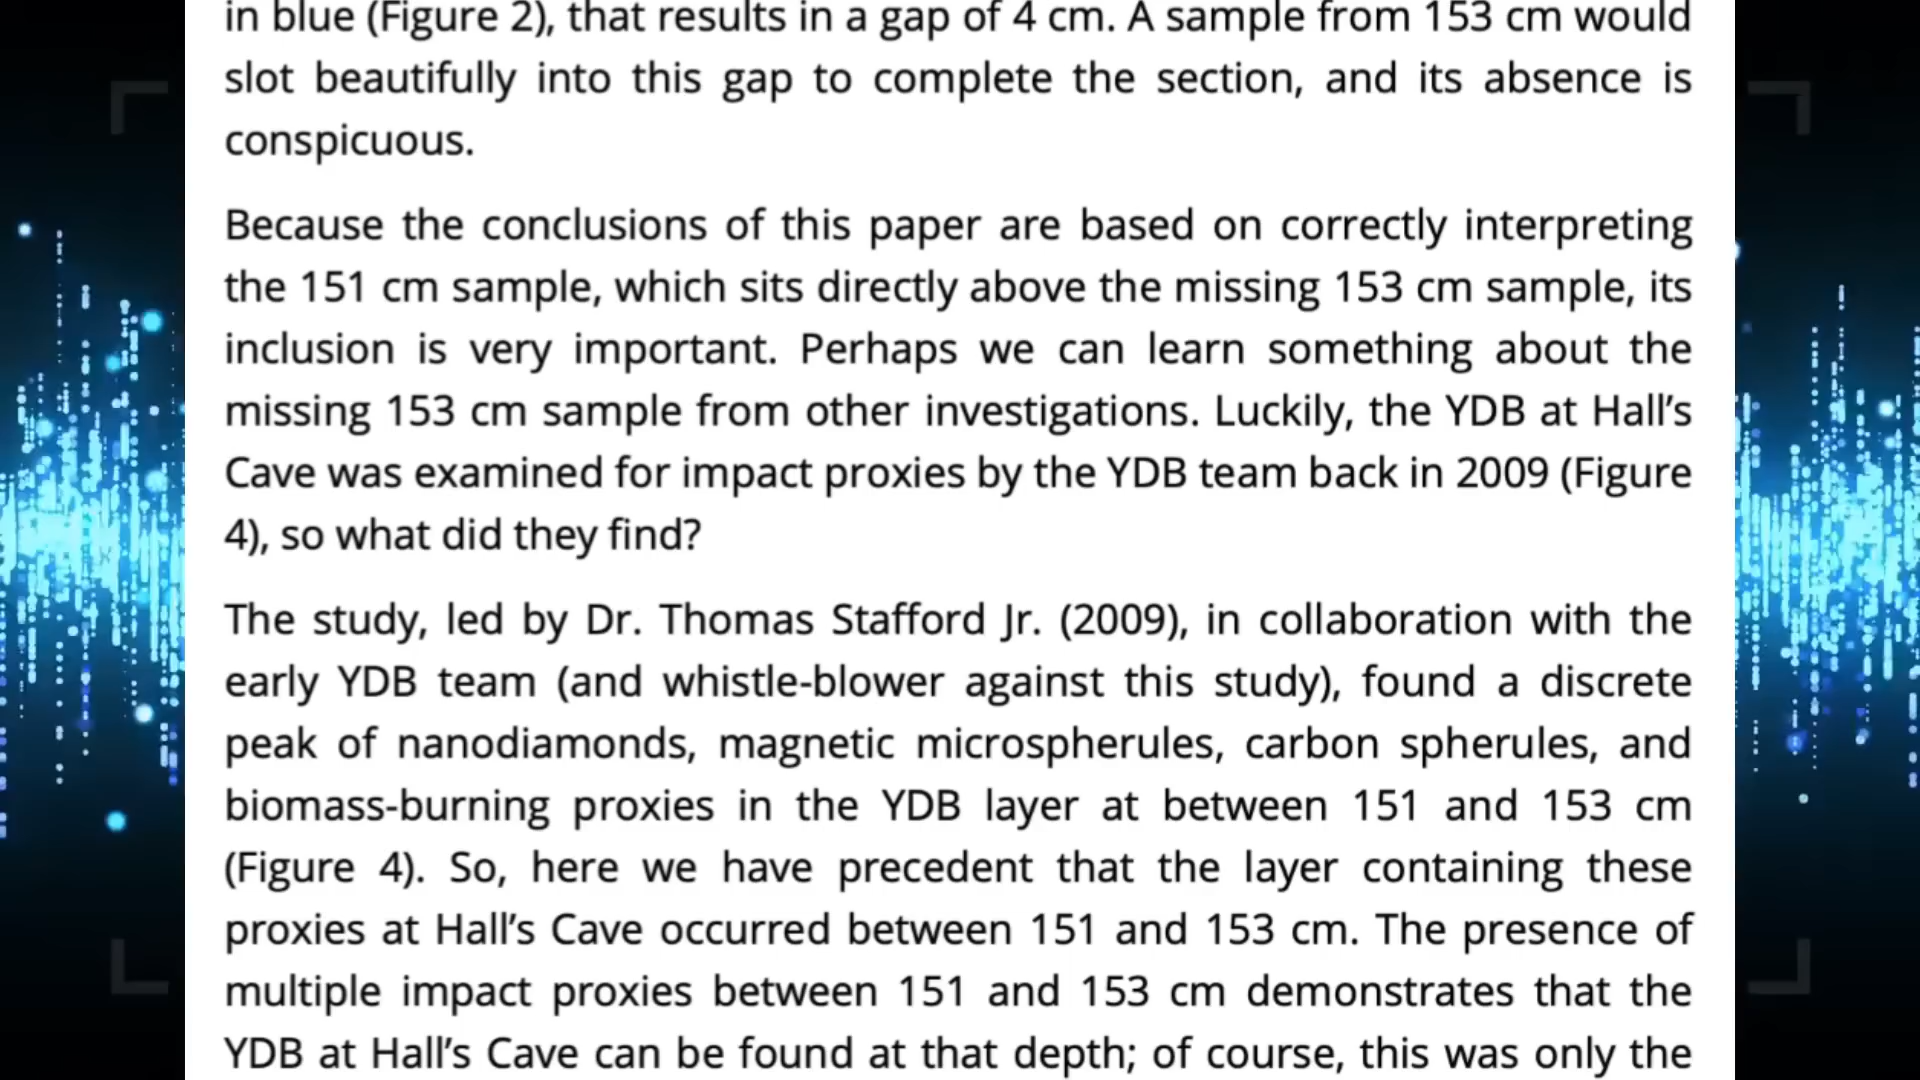 in blue (Figure 2), that results in a gap of 4 cm. A sample from 153 cm would
slot beautifully into this gap to complete the section, and its absence is
conspicuous.
Because the conclusions of this paper are based on correctly interpreting
the 151 cm sample, which sits directly above the missing 153 cm sample, its
inclusion is very important. Perhaps we can learn something about the
missing 153 cm sample from other investigations. Luckily, the YDB at Hall’s
Cave was examined for impact proxies by the YDB team back in 2009 (Figure
4), so what did they find?
The study, led by Dr. Thomas Stafford Jr. (2009), in collaboration with the
early YDB team (and whistle-blower against this study), found a discrete
peak of nanodiamonds, magnetic microspherules, carbon spherules, and
biomass-burning proxies in the YDB layer at between 151 and 153 cm
(Figure 4). So, here we have precedent that the layer containing these
proxies at Hall’s Cave occurred between 151 and 153 cm. The presence of
multiple impact proxies between 151 and 153 cm demonstrates that the
YDB at Hall’s Cave can be found at that depth; of course, this was only the